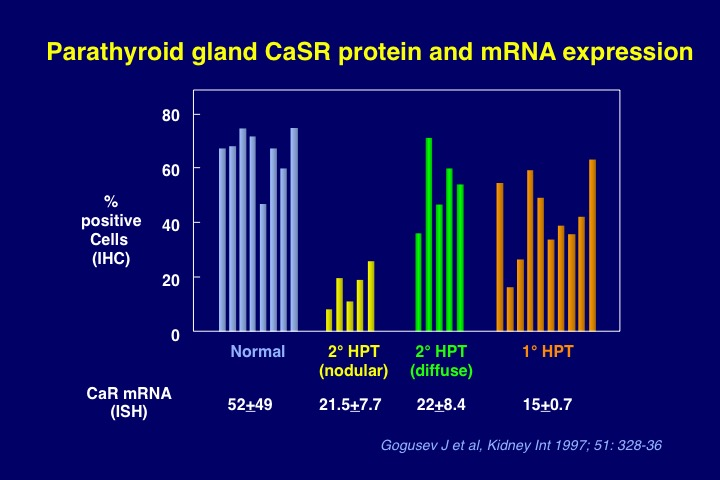 Parathyroid gland CaSR protein and mRNA expression
80
60
40
20
0
%
positive
Cells
(IHC)
Normal
2° HPT
(nodular)
2° HPT
(diffuse)
1° HPT
CaR mRNA
(ISH)
52±49
21.5±7.7
22±8.4
15±0.7
Gogusev J et al, Kidney Int 1997; 51: 328-36